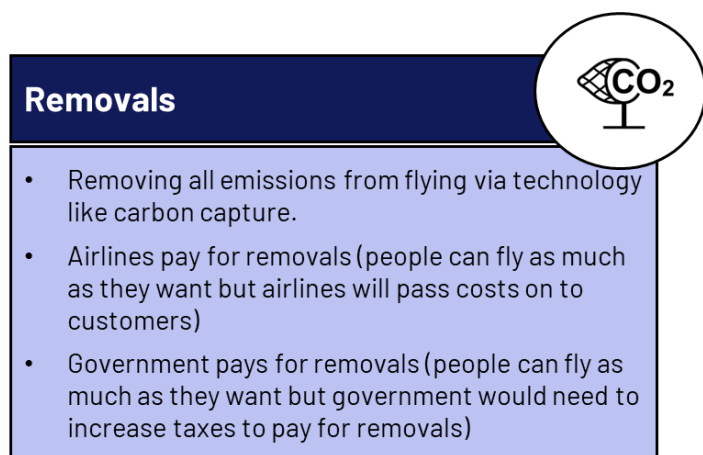 CO₂
Removals
• Removing all emissions from flying via technology
like carbon capture.
• Airlines pay for removals (people can fly as much
as they want but airlines will pass costs on to
customers)
• Government pays for removals (people can fly as
much as they want but government would need to
increase taxes to pay for removals)